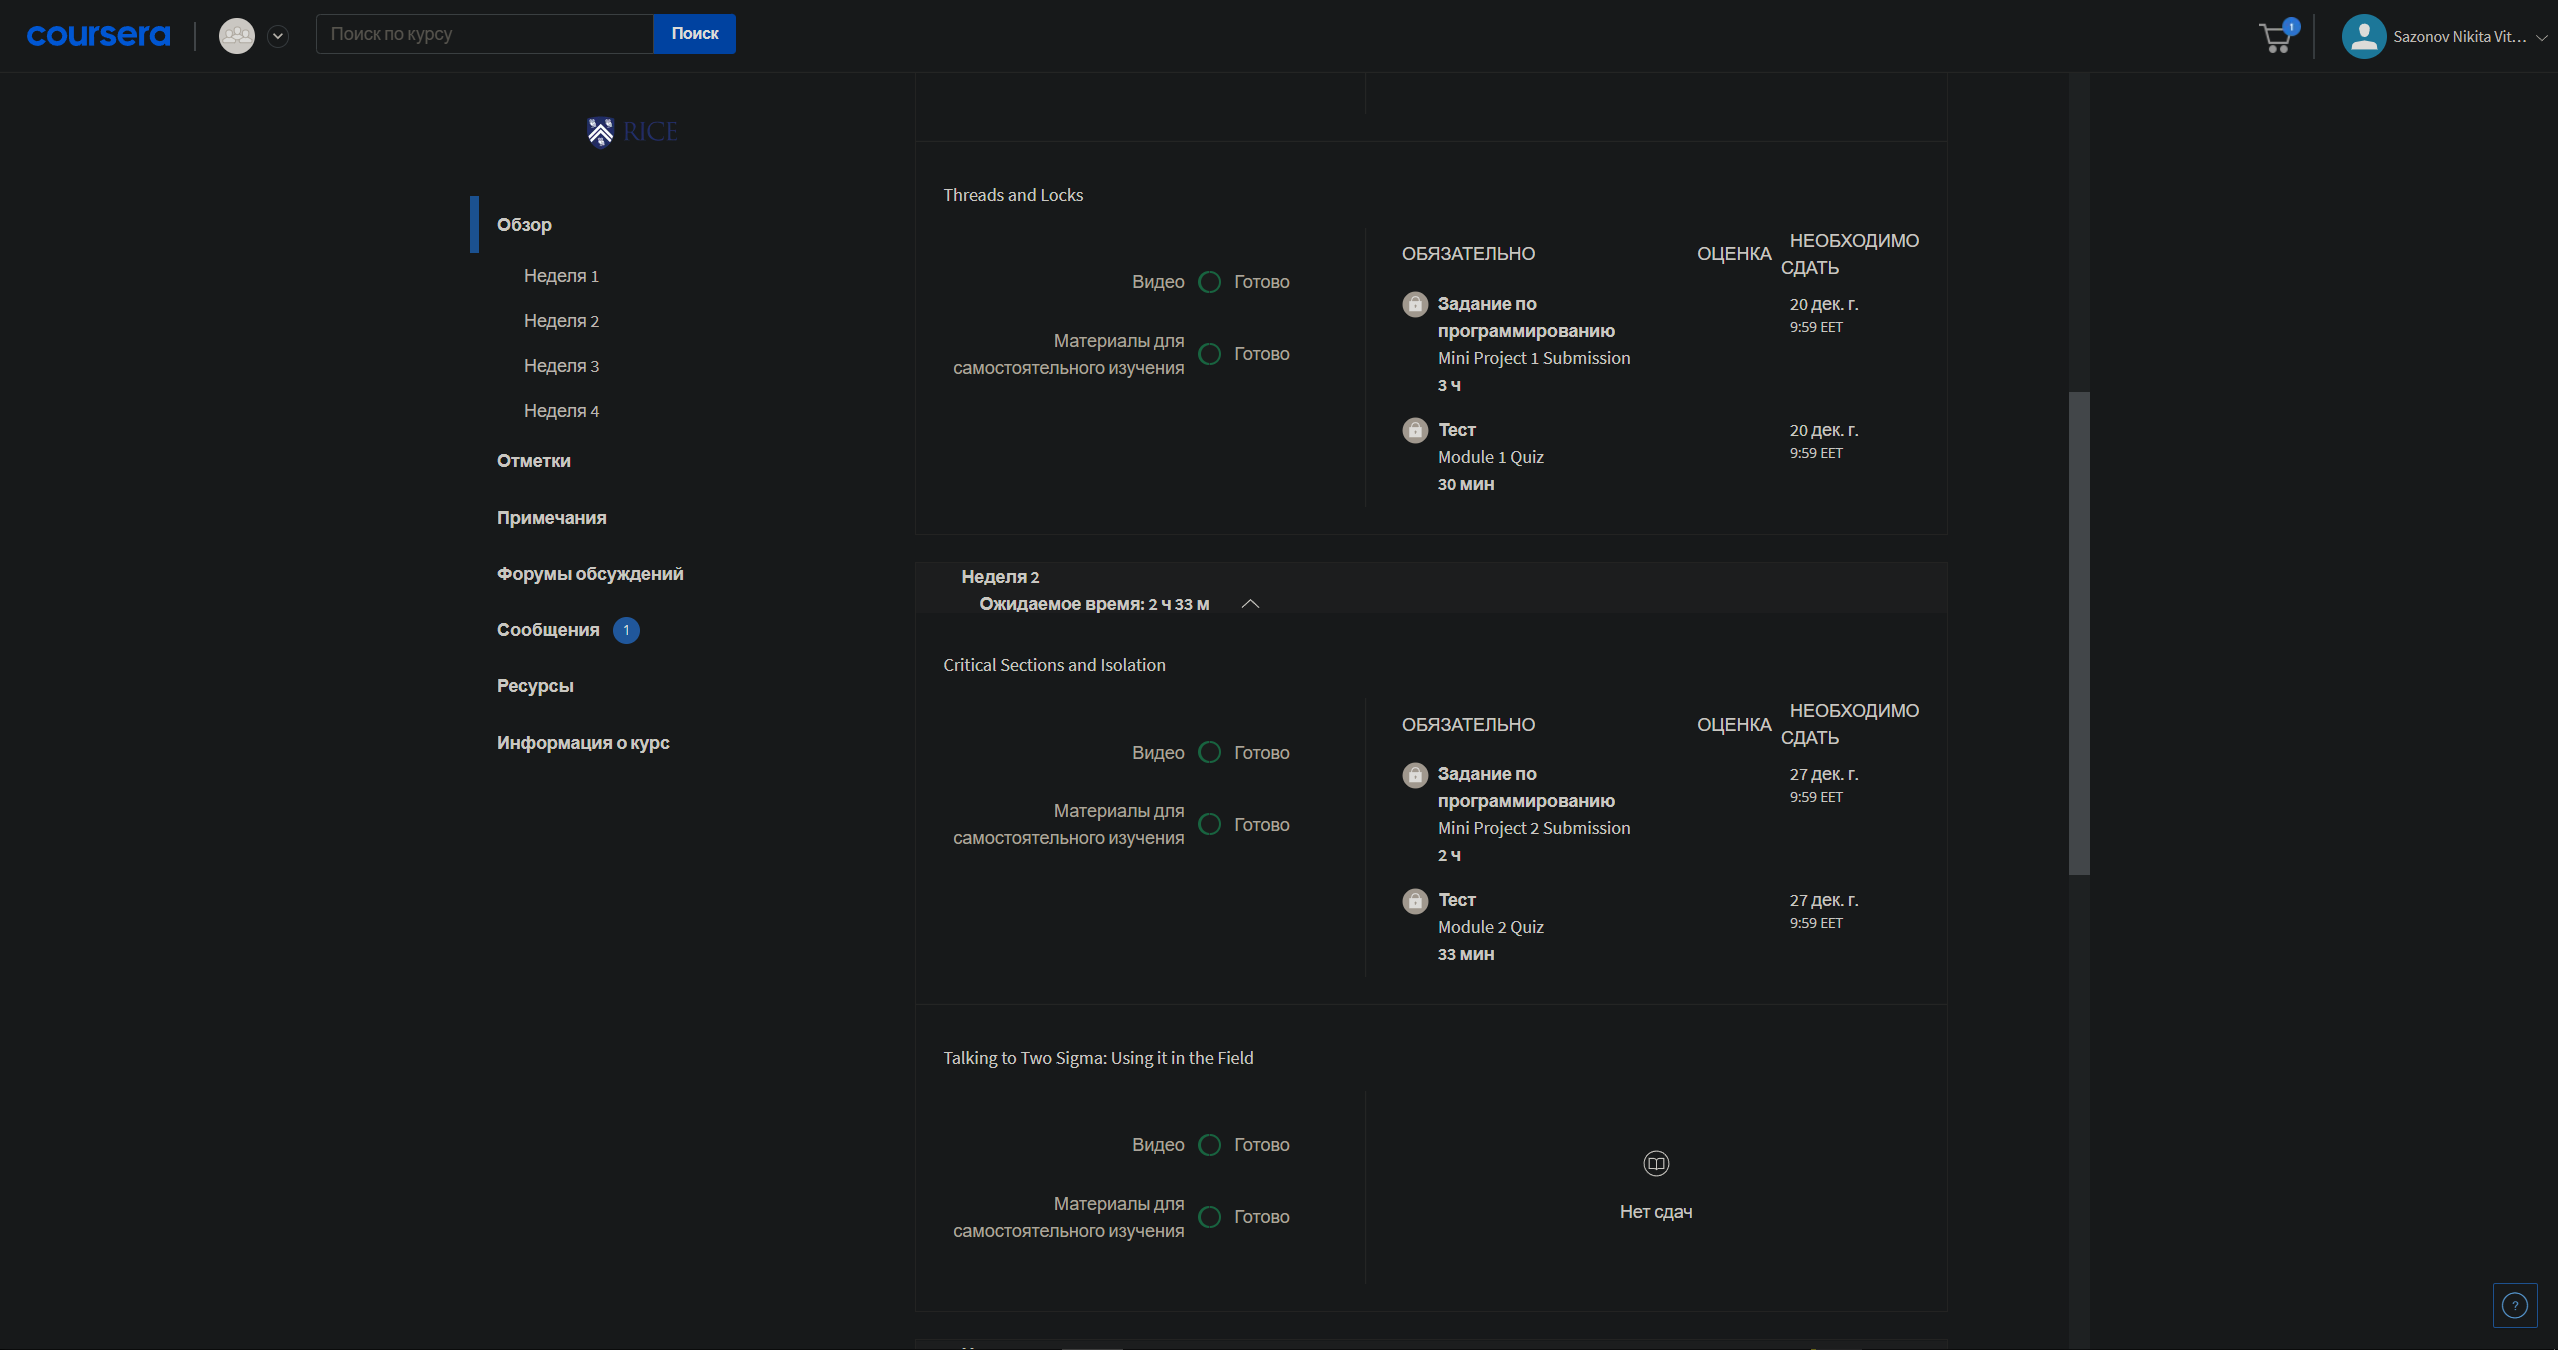 coursera
Поиск по курсу
Поиск
1
Sazonov Nikita Vit...
RICE
Обзор
Неделя 1
Неделя 2
Неделя 3
Неделя 4
Отметки
Примечания
Форумы обсуждений
Сообщения 1
Ресурсы
Информация о курс
Threads and Locks
Видео Готово
Материалы для
самостоятельного изучения Готово
ОБЯЗАТЕЛЬНО ОЦЕНКА НЕОБХОДИМО
СДАТЬ
Задание по
программированию
Mini Project 1 Submission
3 ч
20 дек. г.
9:59 EET
Тест
Module 1 Quiz
30 мин
20 дек. г.
9:59 EET
Неделя 2
Ожидаемое время: 2 ч 33 м
Critical Sections and Isolation
Видео Готово
Материалы для
самостоятельного изучения Готово
ОБЯЗАТЕЛЬНО ОЦЕНКА НЕОБХОДИМО
СДАТЬ
Задание по
программированию
Mini Project 2 Submission
2 ч
27 дек. г.
9:59 EET
Тест
Module 2 Quiz
33 мин
27 дек. г.
9:59 EET
Talking to Two Sigma: Using it in the Field
Видео Готово
Материалы для
самостоятельного изучения Готово
Нет сдач
?